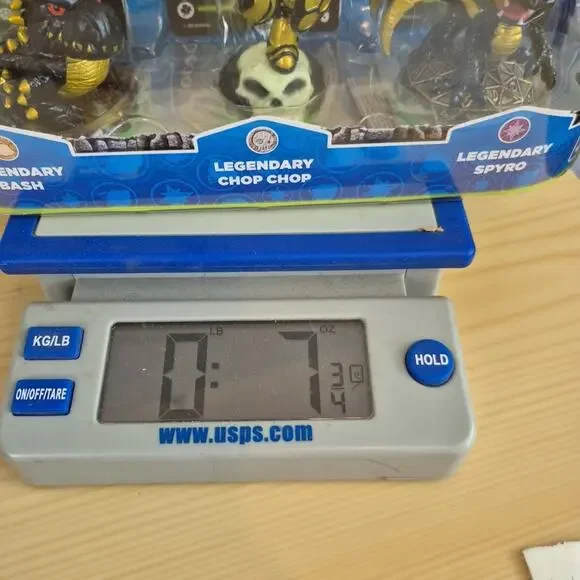 ENDARY
BASH
LEGENDARY
CHOP CHOP
LEGENDARY
SPYRO
KG/LB
ON/OFF/TARE
0 LB : 7 3/4 OZ
HOLD
www.usps.com